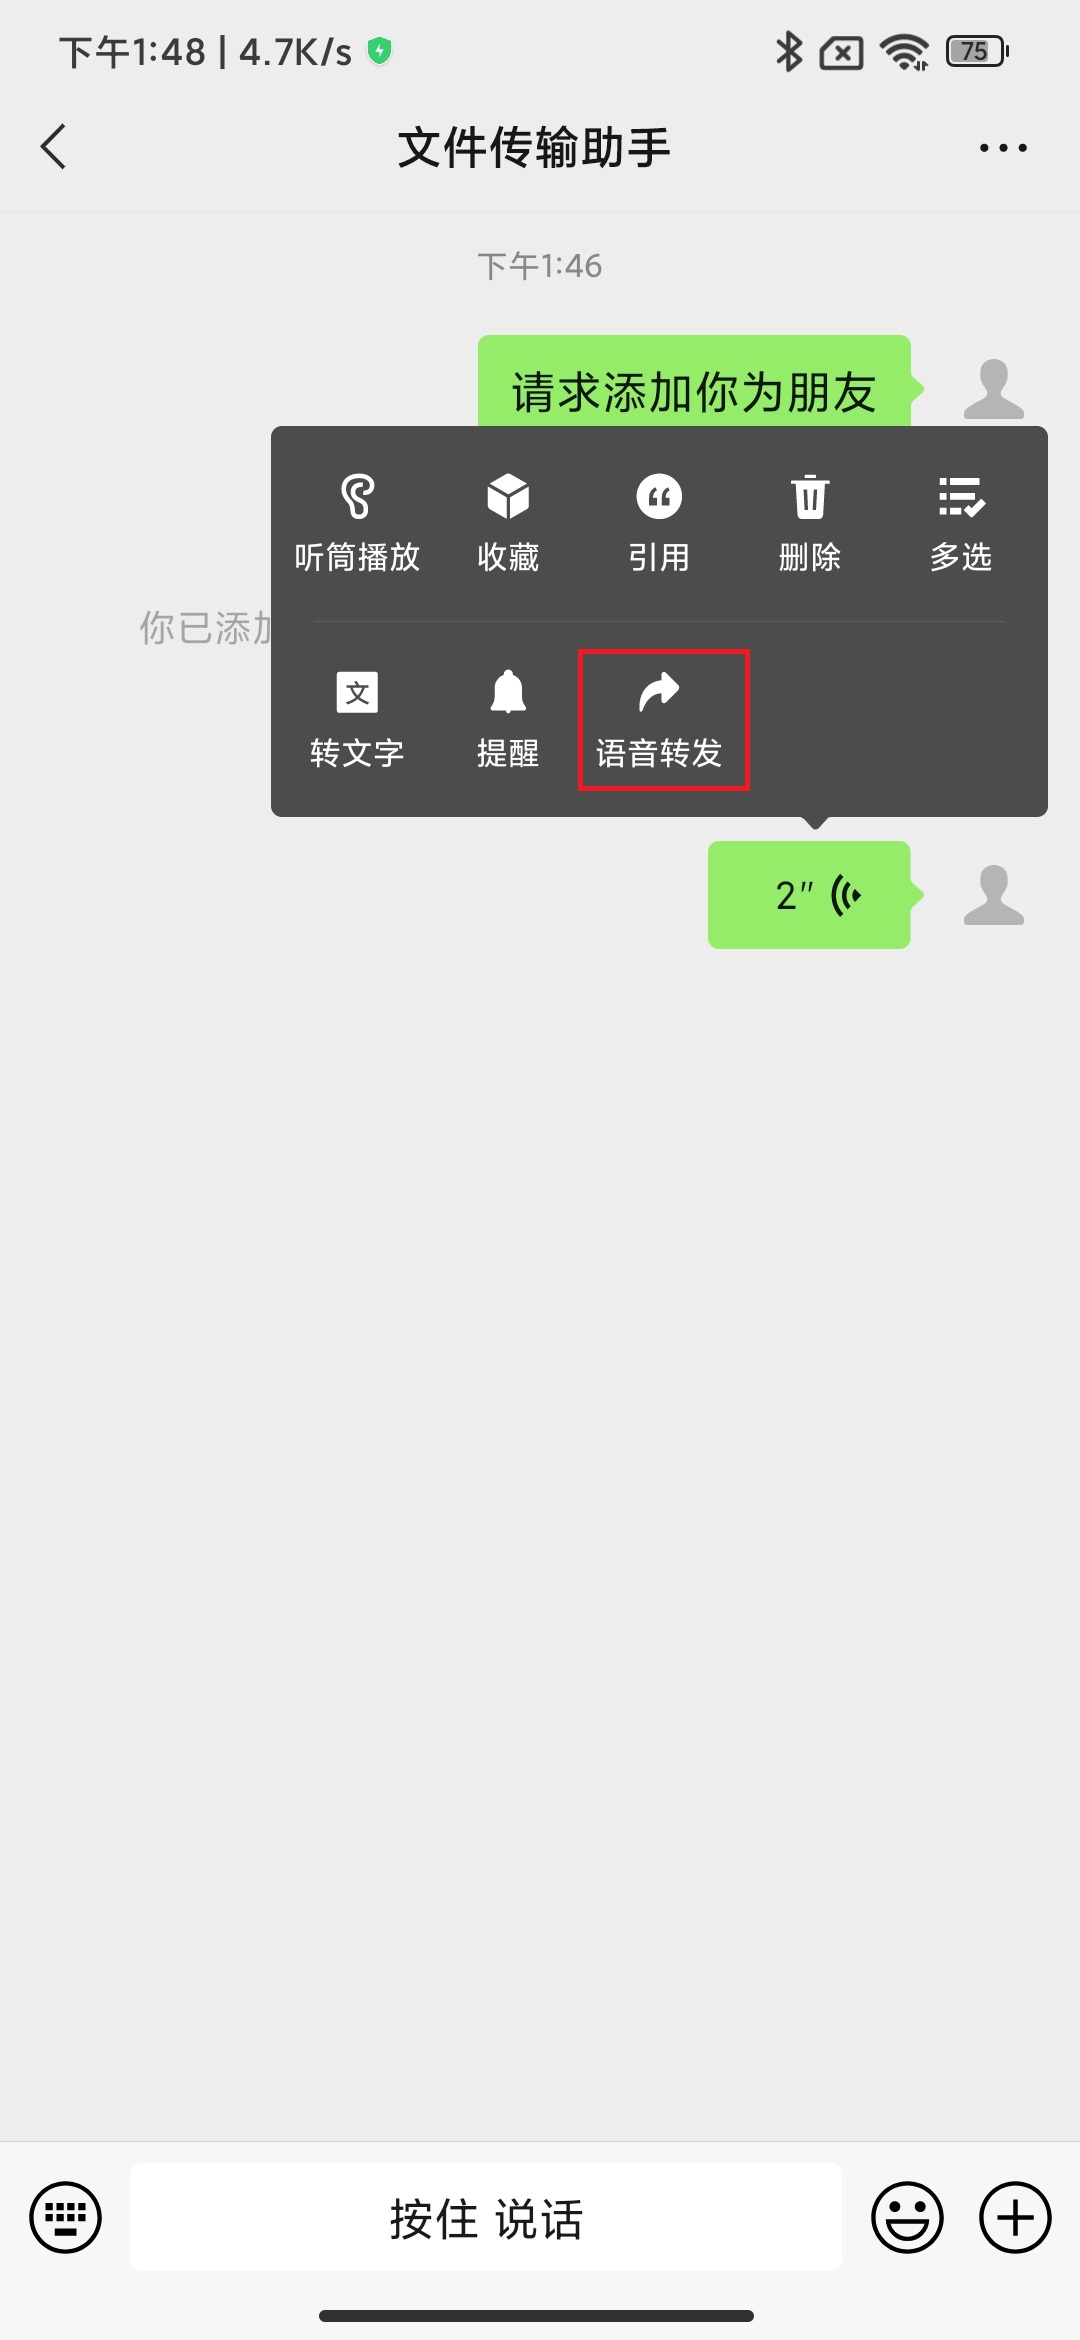 下午1:48 | 4.7K/s 75
文件传输助手
下午1:46
请求添加你为朋友
听筒播放 收藏 引用 删除 多选
你已添加
文
转文字 提醒 语音转发
2"
按住 说话